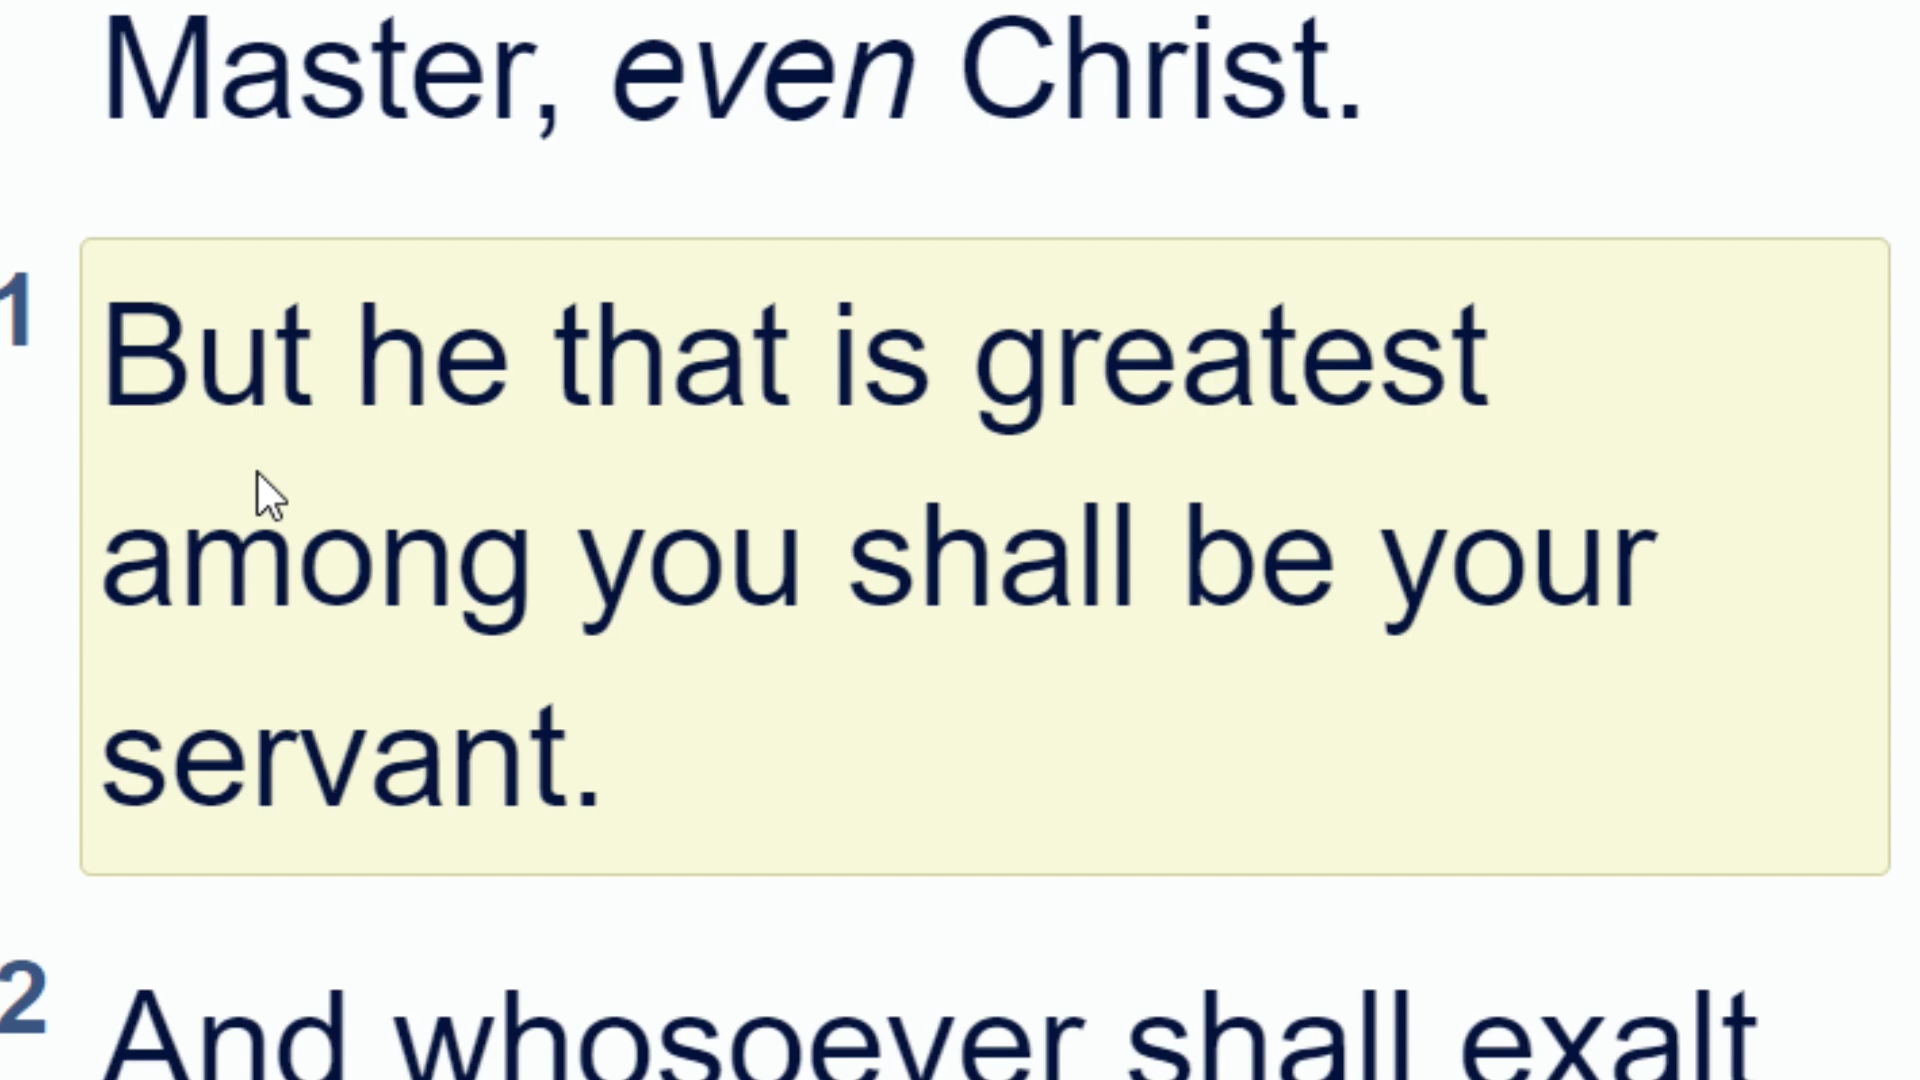 Master, even Christ.
1 But he that is greatest
among you shall be your
servant.
2 And whosoever shall exalt